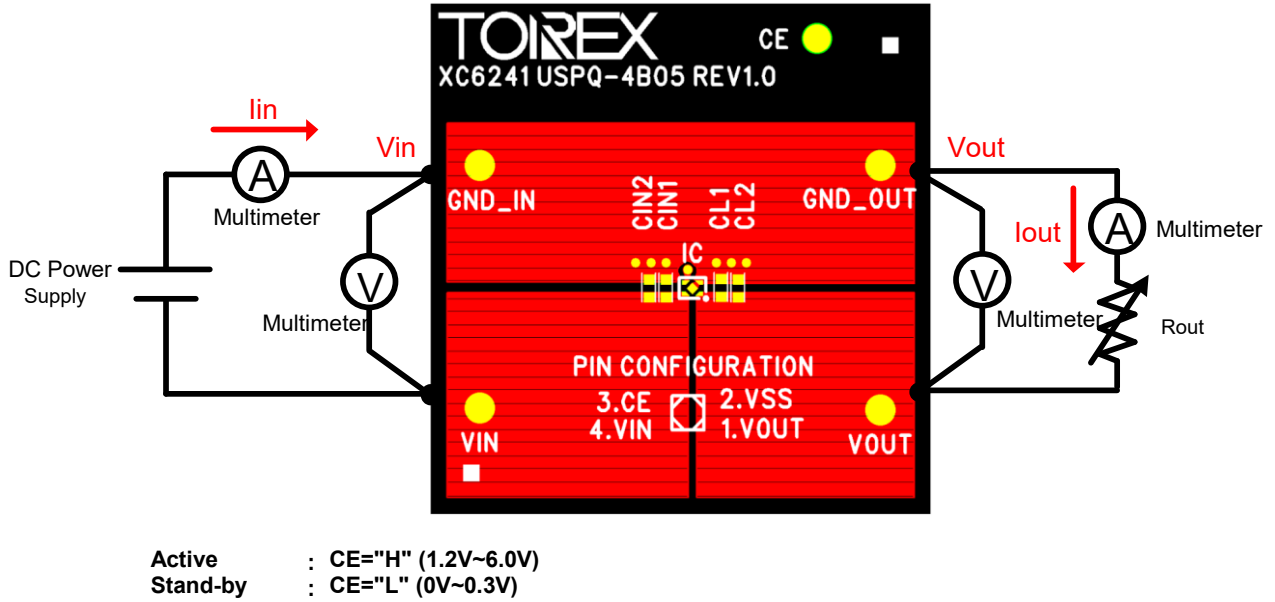 TOIREX
CE
XC6241 USPQ-4B05 REV1.0
Iin
Vin
Vout
A
Multimeter
GND_IN
CIN2
CIN1
CL1
CL2
GND_OUT
Iout
A
Multimeter
IC
DC Power
Supply
V
Multimeter
V
Multimeter
Rout
PIN CONFIGURATION
3.CE
2.VSS
4.VIN
1.VOUT
VIN
VOUT
Active : CE="H" (1.2V~6.0V)
Stand-by : CE="L" (0V~0.3V)